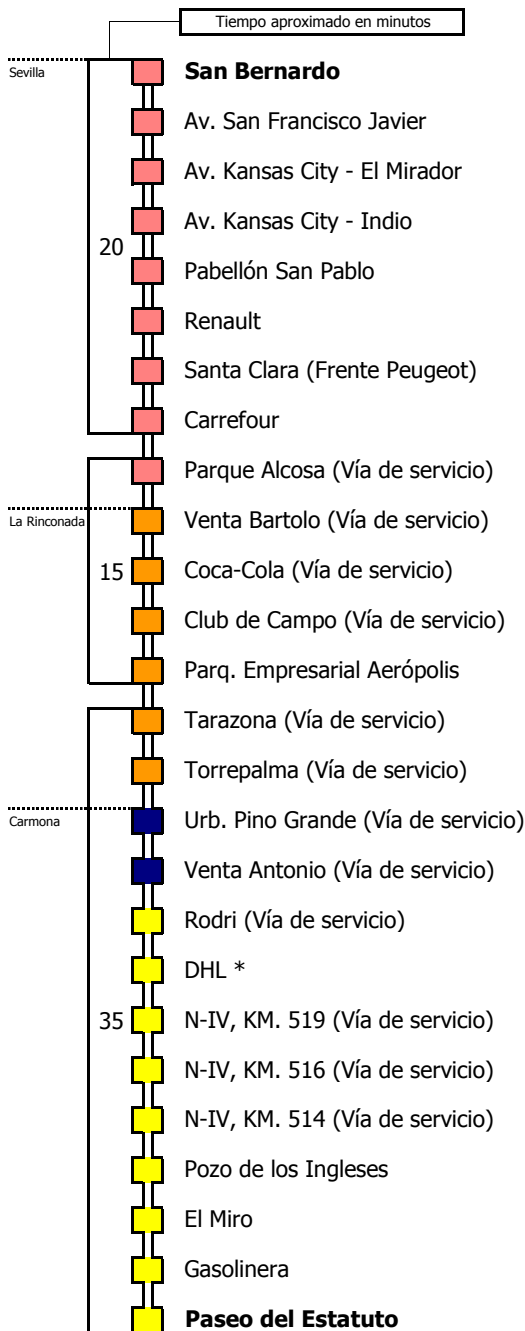 Tiempo aproximado en minutos
Sevilla
San Bernardo
Av. San Francisco Javier
Av. Kansas City - El Mirador
Av. Kansas City - Indio
20
Pabellón San Pablo
Renault
Santa Clara (Frente Peugeot)
Carrefour
Parque Alcosa (Vía de servicio)
La Rinconada
Venta Bartolo (Vía de servicio)
15
Coca-Cola (Vía de servicio)
Club de Campo (Vía de servicio)
Parq. Empresarial Aerópolis
Tarazona (Vía de servicio)
Torrepalma (Vía de servicio)
Carmona
Urb. Pino Grande (Vía de servicio)
Venta Antonio (Vía de servicio)
Rodri (Vía de servicio)
DHL *
35
N-IV, KM. 519 (Vía de servicio)
N-IV, KM. 516 (Vía de servicio)
N-IV, KM. 514 (Vía de servicio)
Pozo de los Ingleses
El Miro
Gasolinera
Paseo del Estatuto